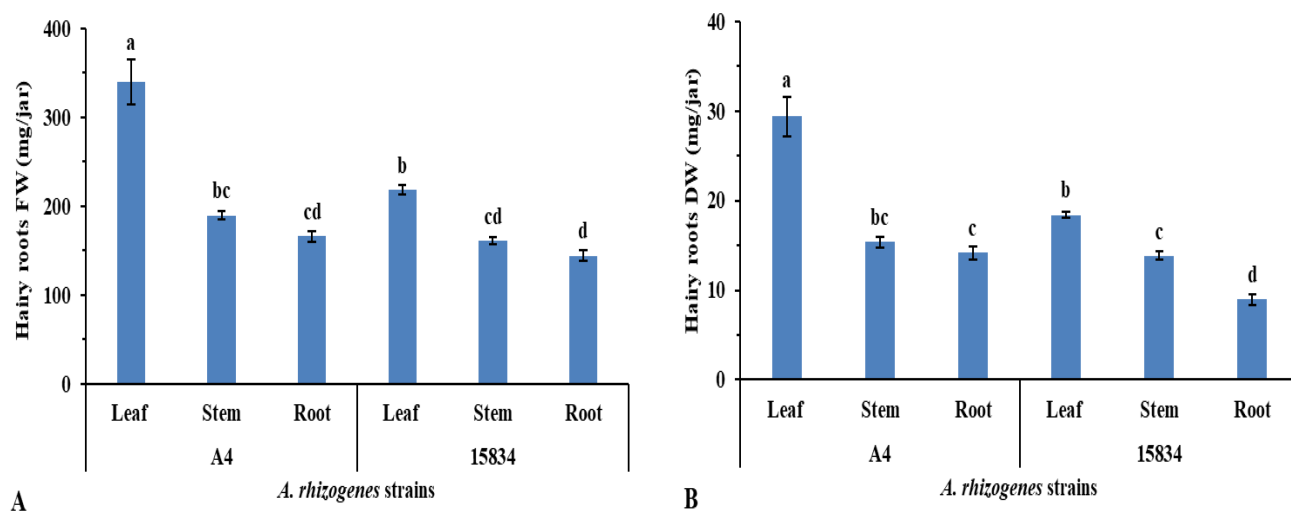 Hairy roots FW (mg/jar)
400
300
200
100
0
a
bc
cd
b
cd
d
Leaf Stem Root Leaf Stem Root
A4 15834
A. rhizogenes strains
A
Hairy roots DW (mg/jar)
40
30
20
10
0
a
bc
c
b
c
d
Leaf Stem Root Leaf Stem Root
A4 15834
A. rhizogenes strains
B